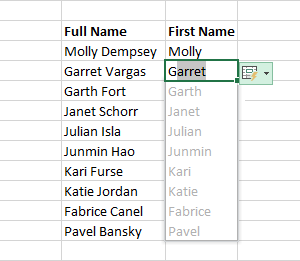 Full Name First Name
Molly Dempsey Molly
Garret Vargas Garret
Garth Fort Garth
Janet Schorr Janet
Julian Isla Julian
Junmin Hao Junmin
Kari Furse Kari
Katie Jordan Katie
Fabrice Canel Fabrice
Pavel Bansky Pavel